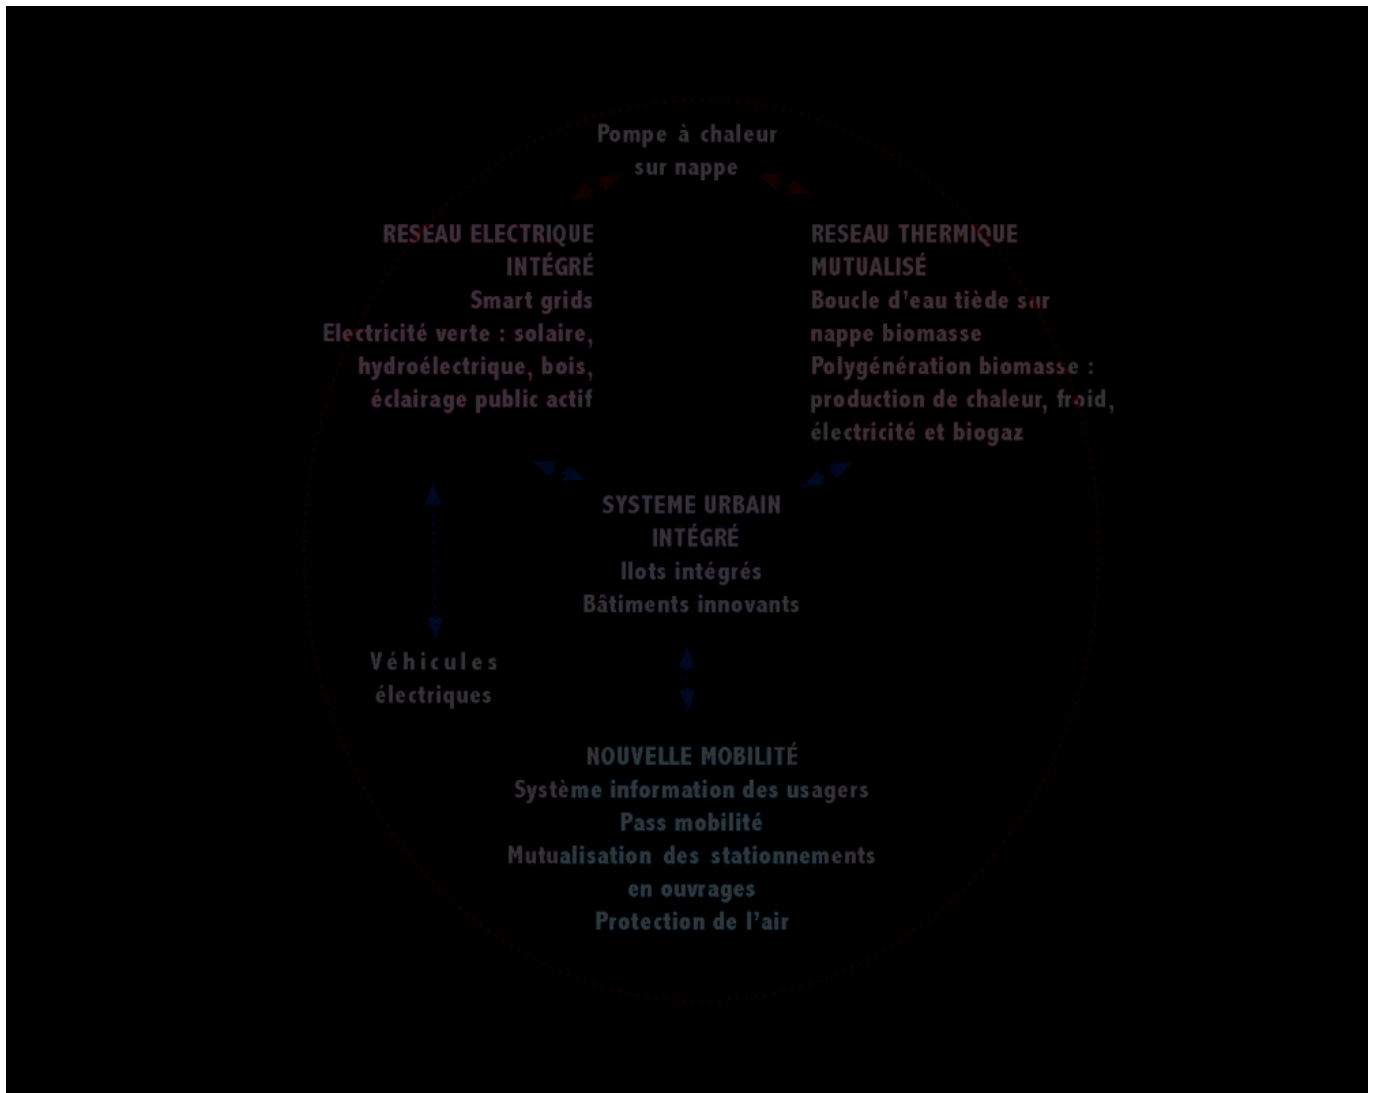 Pompe à chaleur
sur nappe
RESEAU ELECTRIQUE
INTÉGRÉ
Smart grids
Electricité verte : solaire,
hydroélectrique, bois,
éclairage public actif
RESEAU THERMIQUE
MUTUALISÉ
Boucle d’eau tiède sur
nappe biomasse
Polygénération biomasse :
production de chaleur, froid,
électricité et biogaz
SYSTEME URBAIN
INTÉGRÉ
Ilots intégrés
Bâtiments innovants
Véhicules
électriques
NOUVELLE MOBILITÉ
Système information des usagers
Pass mobilité
Mutualisation des stationnements
en ouvrages
Protection de l’air